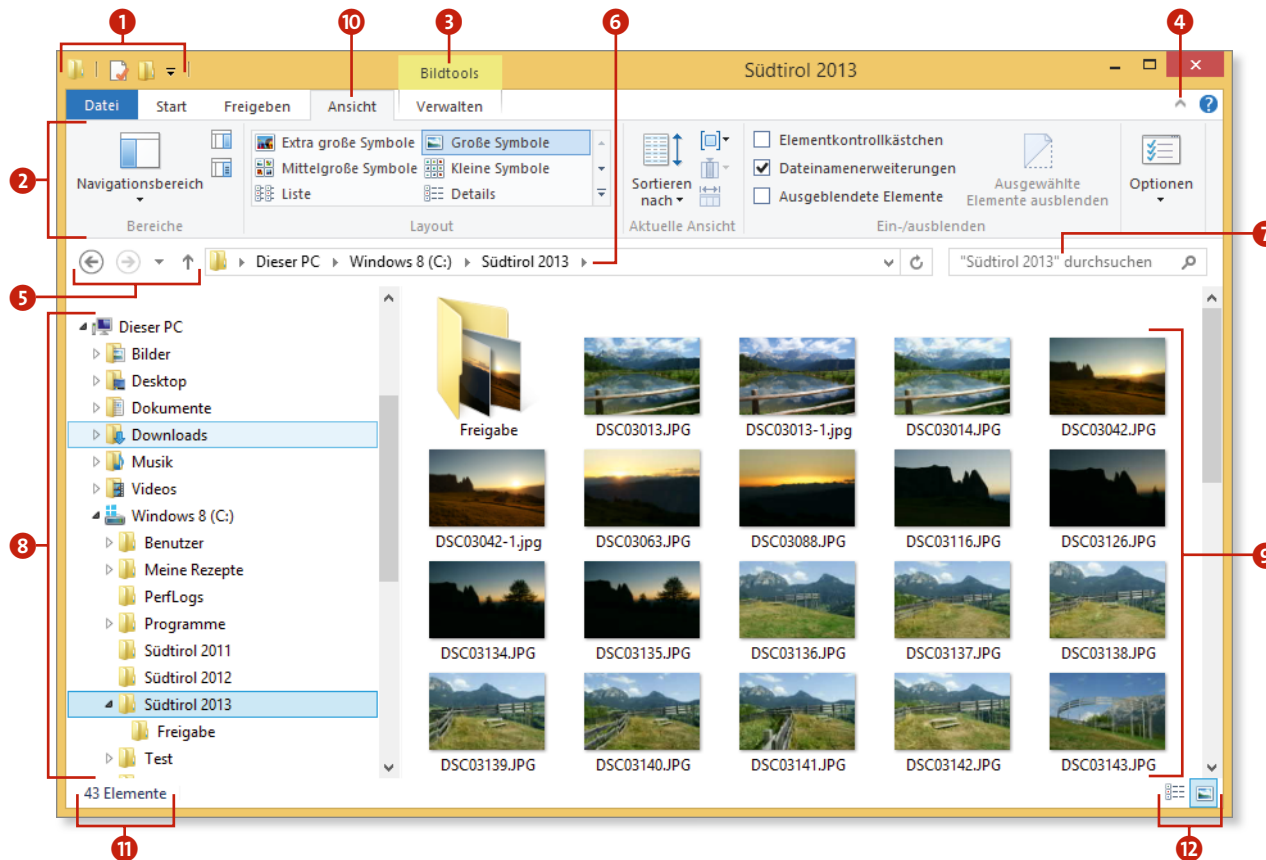 1 10 3 6 4
Bildtools Südtirol 2013
Datei Start Freigeben Ansicht Verwalten
2
Navigationsbereich
Bereiche
Extra große Symbole Große Symbole
Mittelgroße Symbole Kleine Symbole
Liste Details
Layout
Sortieren
nach
Aktuelle Ansicht
Elementkontrollkästchen
Dateinamenerweiterungen
Ausgeblendete Elemente
Ausgewählte
Elemente ausblenden
Ein-/ausblenden
Optionen
7
Dieser PC Windows 8 (C:) Südtirol 2013
"Südtirol 2013" durchsuchen
5
8
Dieser PC
Bilder
Desktop
Dokumente
Downloads
Musik
Videos
Windows 8 (C:)
Benutzer
Meine Rezepte
PerfLogs
Programme
Südtirol 2011
Südtirol 2012
Südtirol 2013
Freigabe
Test
Freigabe DSC03013.JPG DSC03013-1.jpg DSC03014.JPG DSC03042.JPG
DSC03042-1.jpg DSC03063.JPG DSC03088.JPG DSC03116.JPG DSC03126.JPG
9
DSC03134.JPG DSC03135.JPG DSC03136.JPG DSC03137.JPG DSC03138.JPG
DSC03139.JPG DSC03140.JPG DSC03141.JPG DSC03142.JPG DSC03143.JPG
43 Elemente
11 12